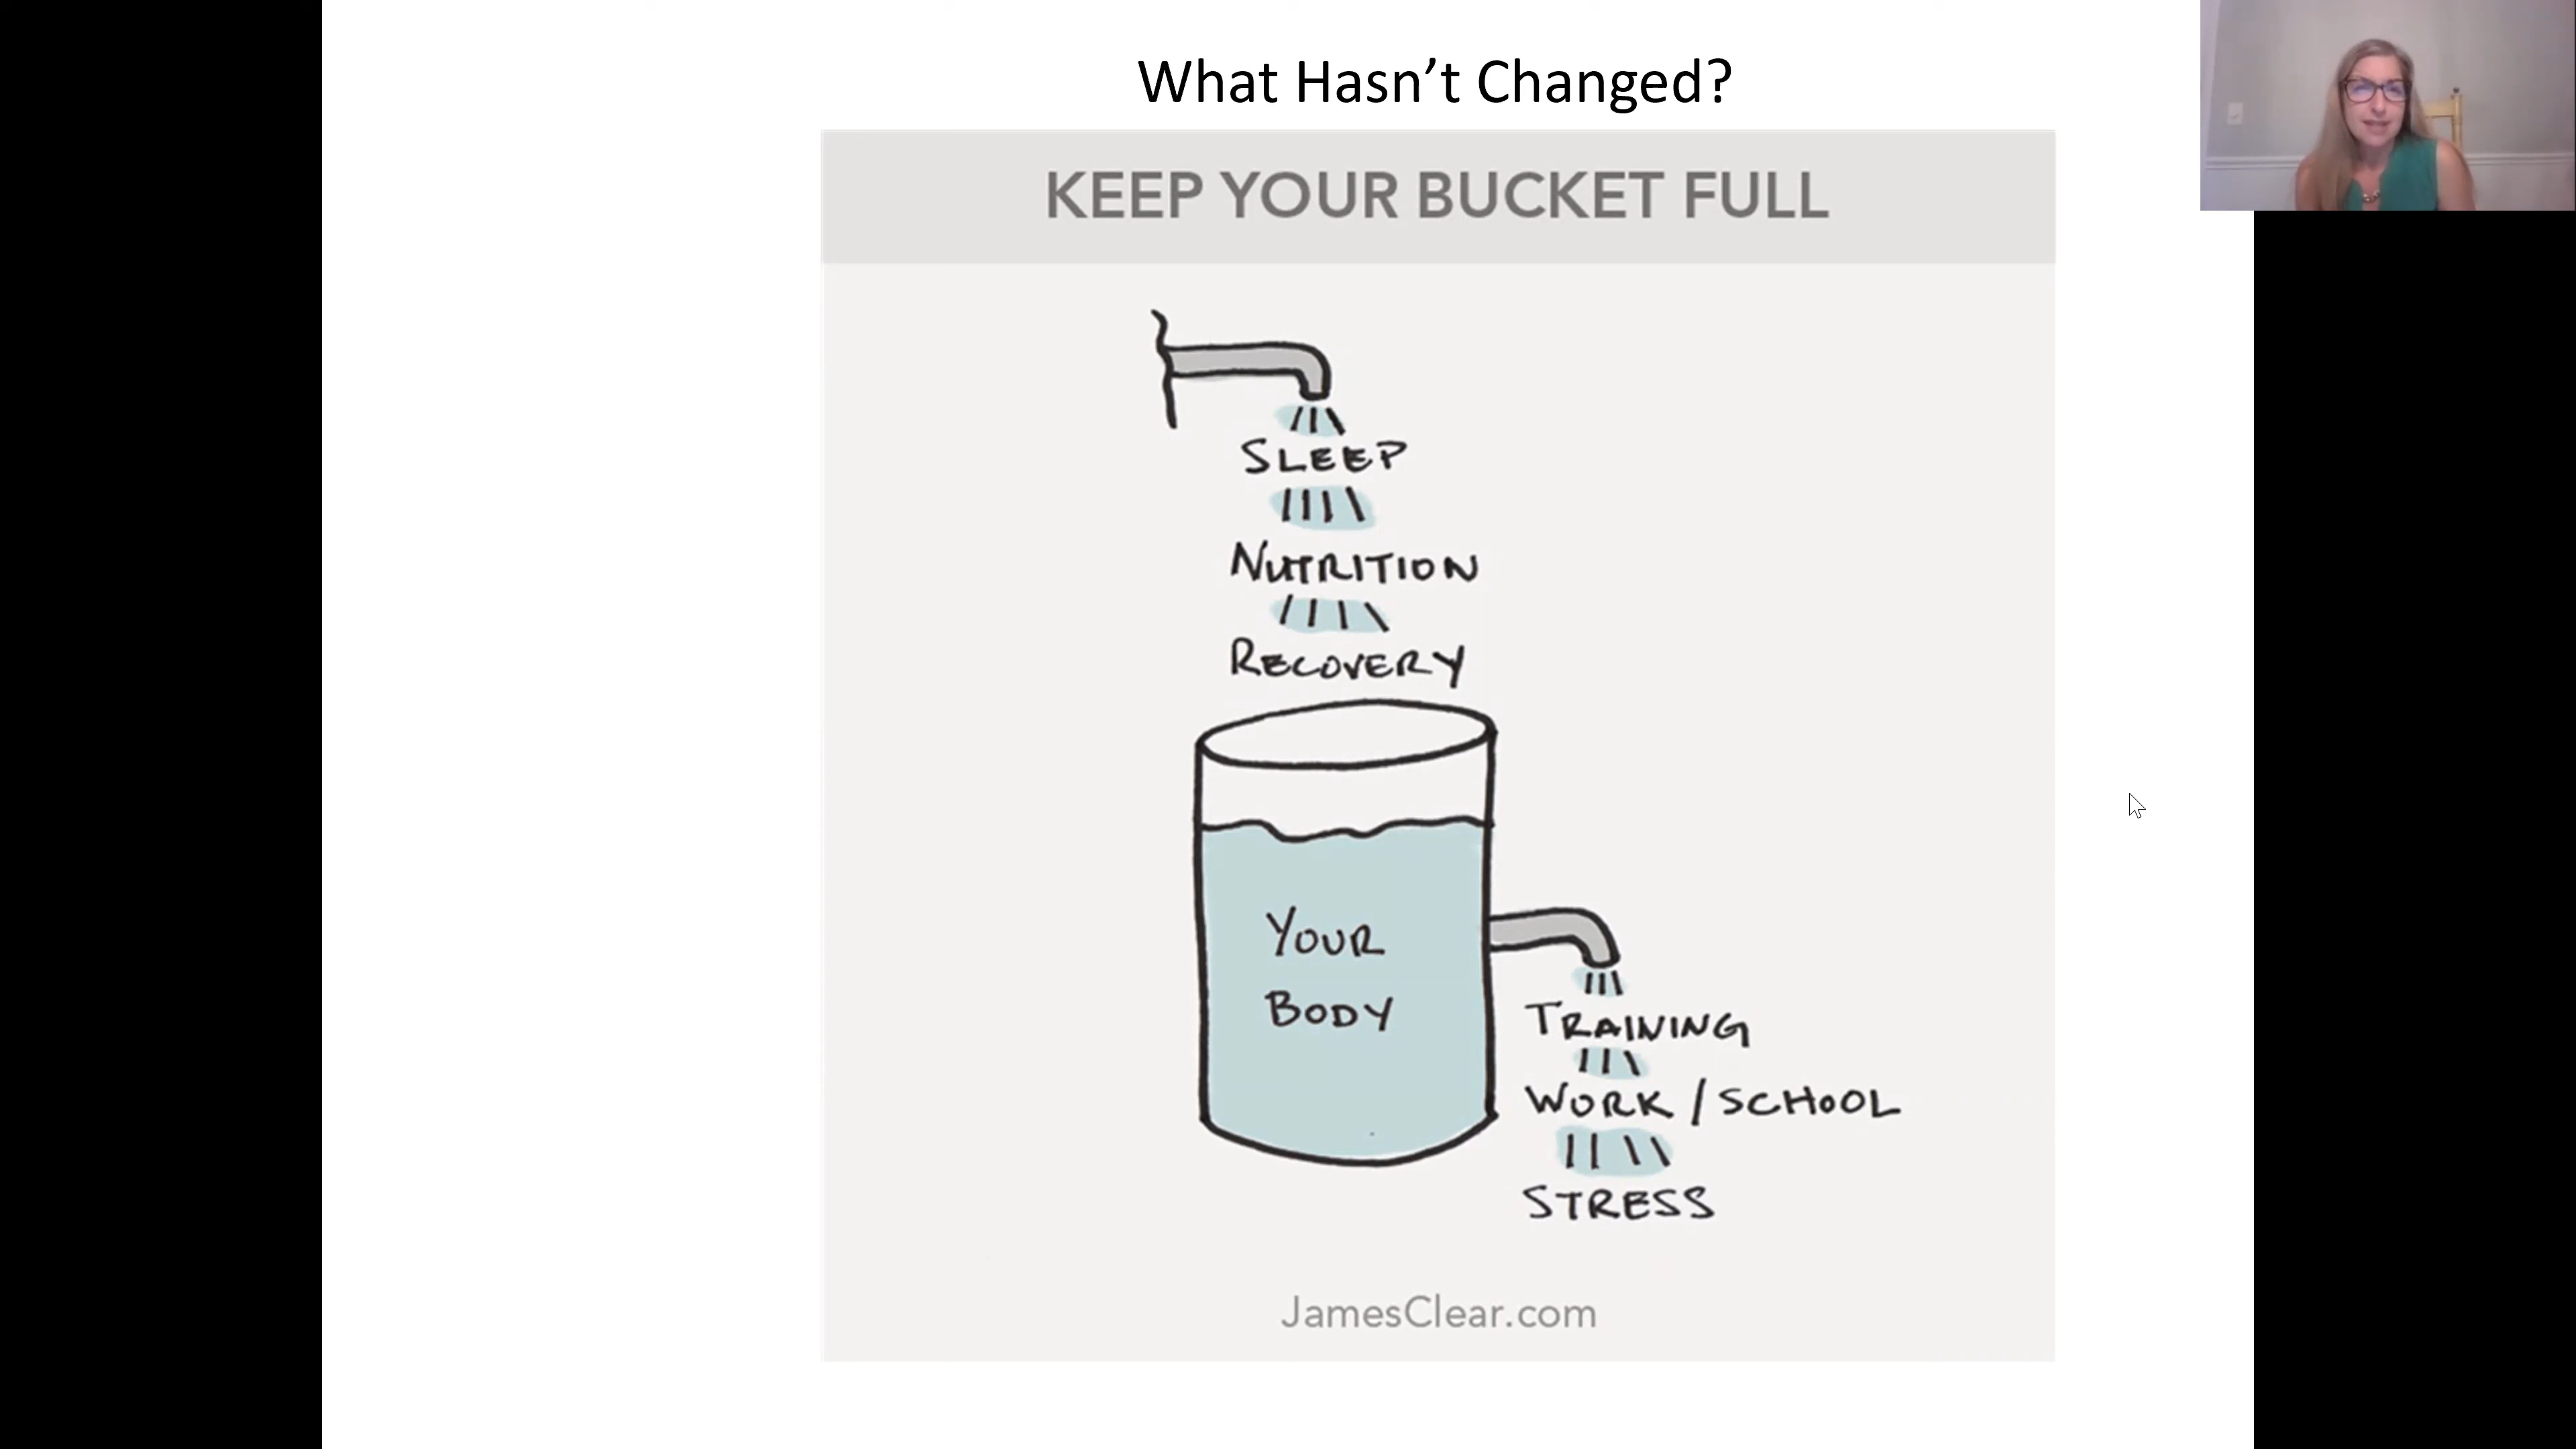 What Hasn’t Changed?
KEEP YOUR BUCKET FULL
SLEEP
NUTRITION
RECOVERY
YOUR
BODY
TRAINING
WORK / SCHOOL
STRESS
JamesClear.com